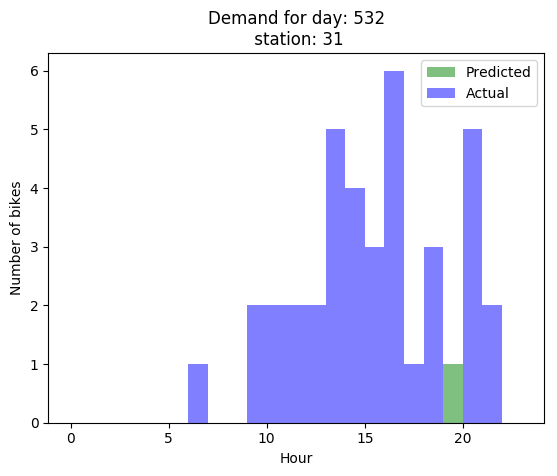 Demand for day: 532
station: 31
Predicted
Actual
Number of bikes
6
5
4
3
2
1
0
0
5
10
15
20
Hour